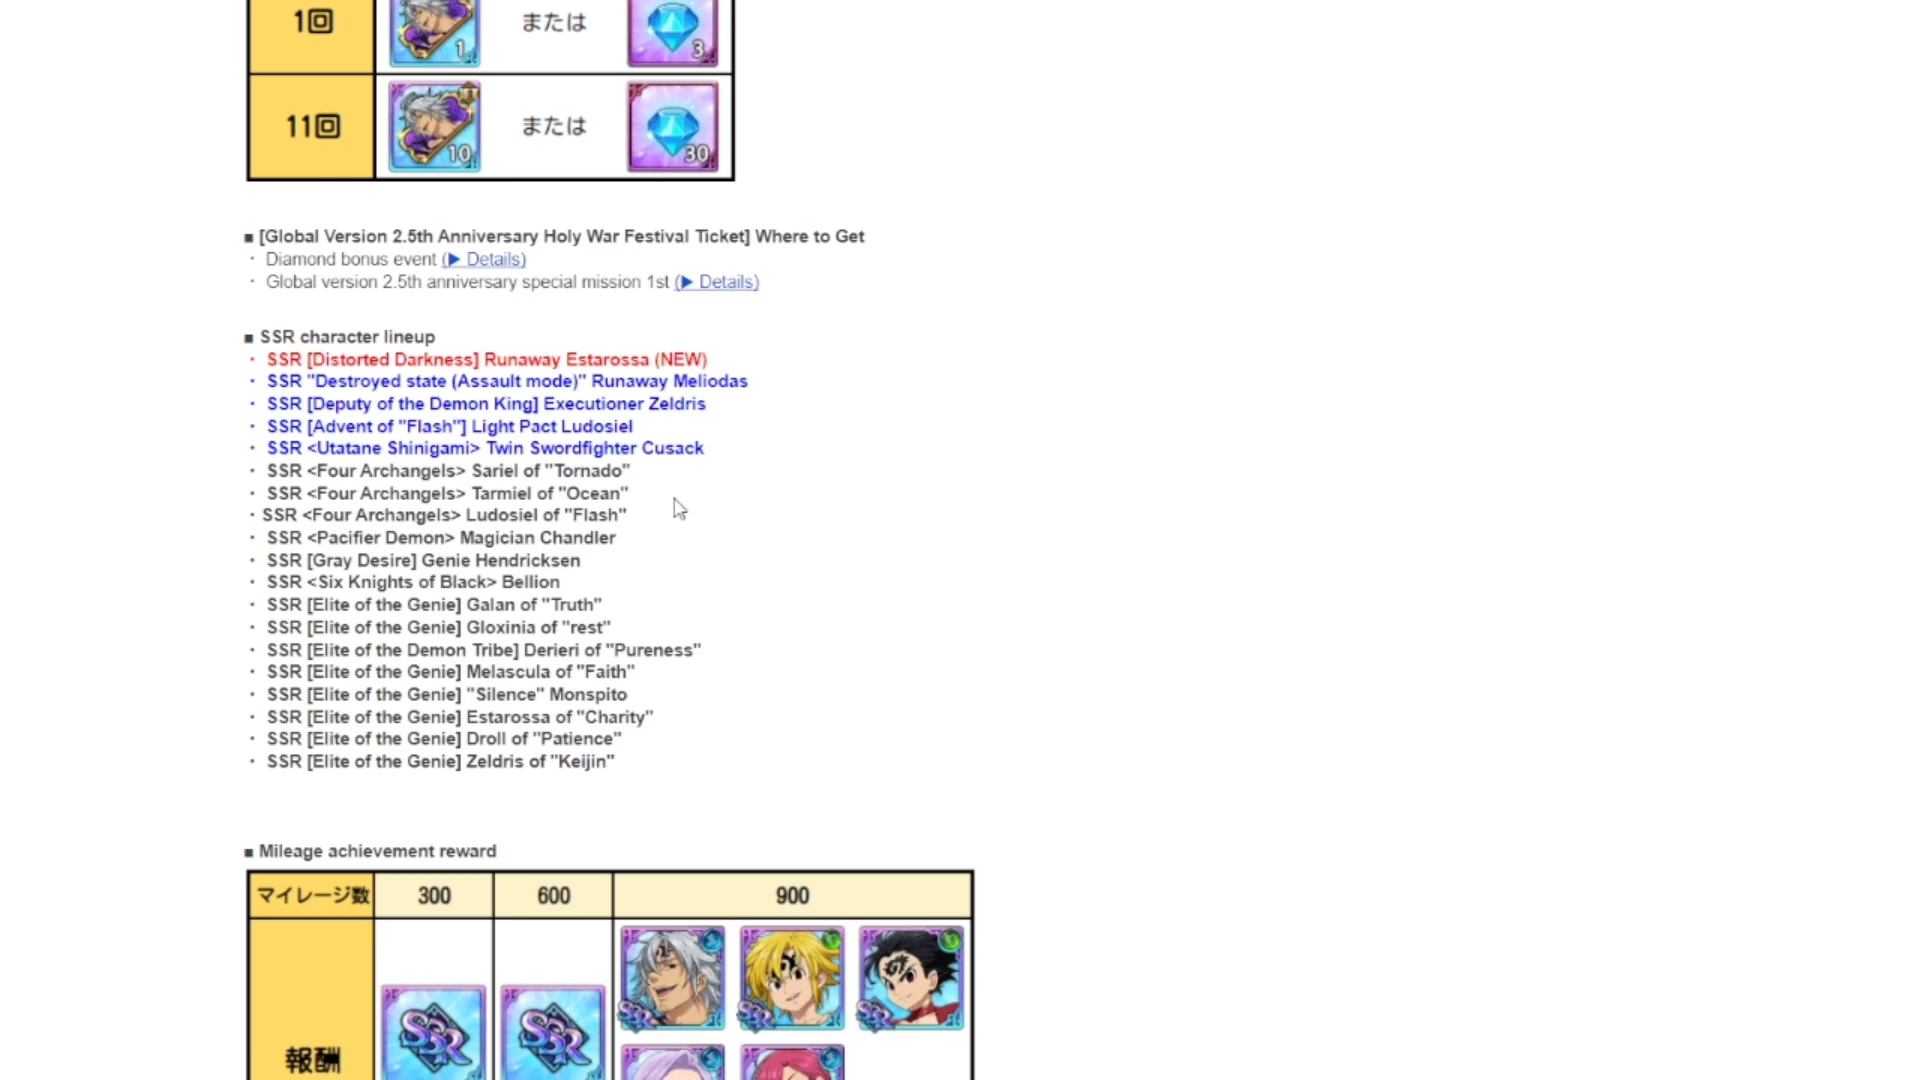 1回 1 または 3
11回 10 または 30
■ [Global Version 2.5th Anniversary Holy War Festival Ticket] Where to Get
・ Diamond bonus event (▶ Details)
・ Global version 2.5th anniversary special mission 1st (▶ Details)
■ SSR character lineup
・ SSR [Distorted Darkness] Runaway Estarossa (NEW)
・ SSR "Destroyed state (Assault mode)" Runaway Meliodas
・ SSR [Deputy of the Demon King] Executioner Zeldris
・ SSR [Advent of "Flash"] Light Pact Ludosiel
・ SSR <Utatane Shinigami> Twin Swordfighter Cusack
・ SSR <Four Archangels> Sariel of "Tornado"
・ SSR <Four Archangels> Tarmiel of "Ocean"
・SSR <Four Archangels> Ludosiel of "Flash"
・ SSR <Pacifier Demon> Magician Chandler
・ SSR [Gray Desire] Genie Hendricksen
・ SSR <Six Knights of Black> Bellion
・ SSR [Elite of the Genie] Galan of "Truth"
・ SSR [Elite of the Genie] Gloxinia of "rest"
・ SSR [Elite of the Demon Tribe] Derieri of "Pureness"
・ SSR [Elite of the Genie] Melascula of "Faith"
・ SSR [Elite of the Genie] "Silence" Monspito
・ SSR [Elite of the Genie] Estarossa of "Charity"
・ SSR [Elite of the Genie] Droll of "Patience"
・ SSR [Elite of the Genie] Zeldris of "Keijin"
■ Mileage achievement reward
マイレージ数 300 600 900
SSR SSR SSR
報酬 SSR SSR